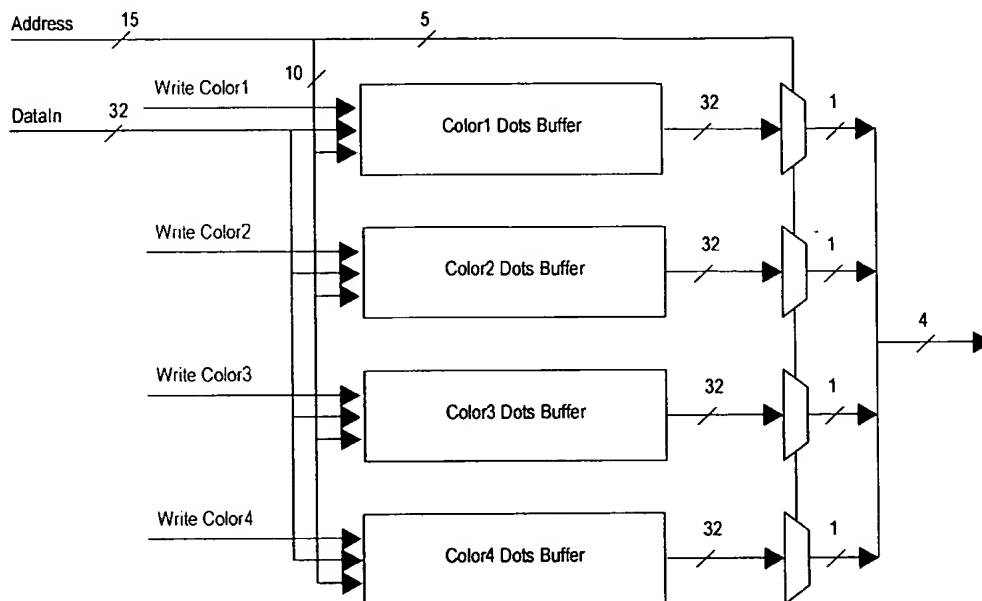 Address 15 5
10
Write Color1
DataIn 32
Color1 Dots Buffer 32 1
Write Color2
Color2 Dots Buffer 32 1
4
Write Color3
Color3 Dots Buffer 32 1
Write Color4
Color4 Dots Buffer 32 1